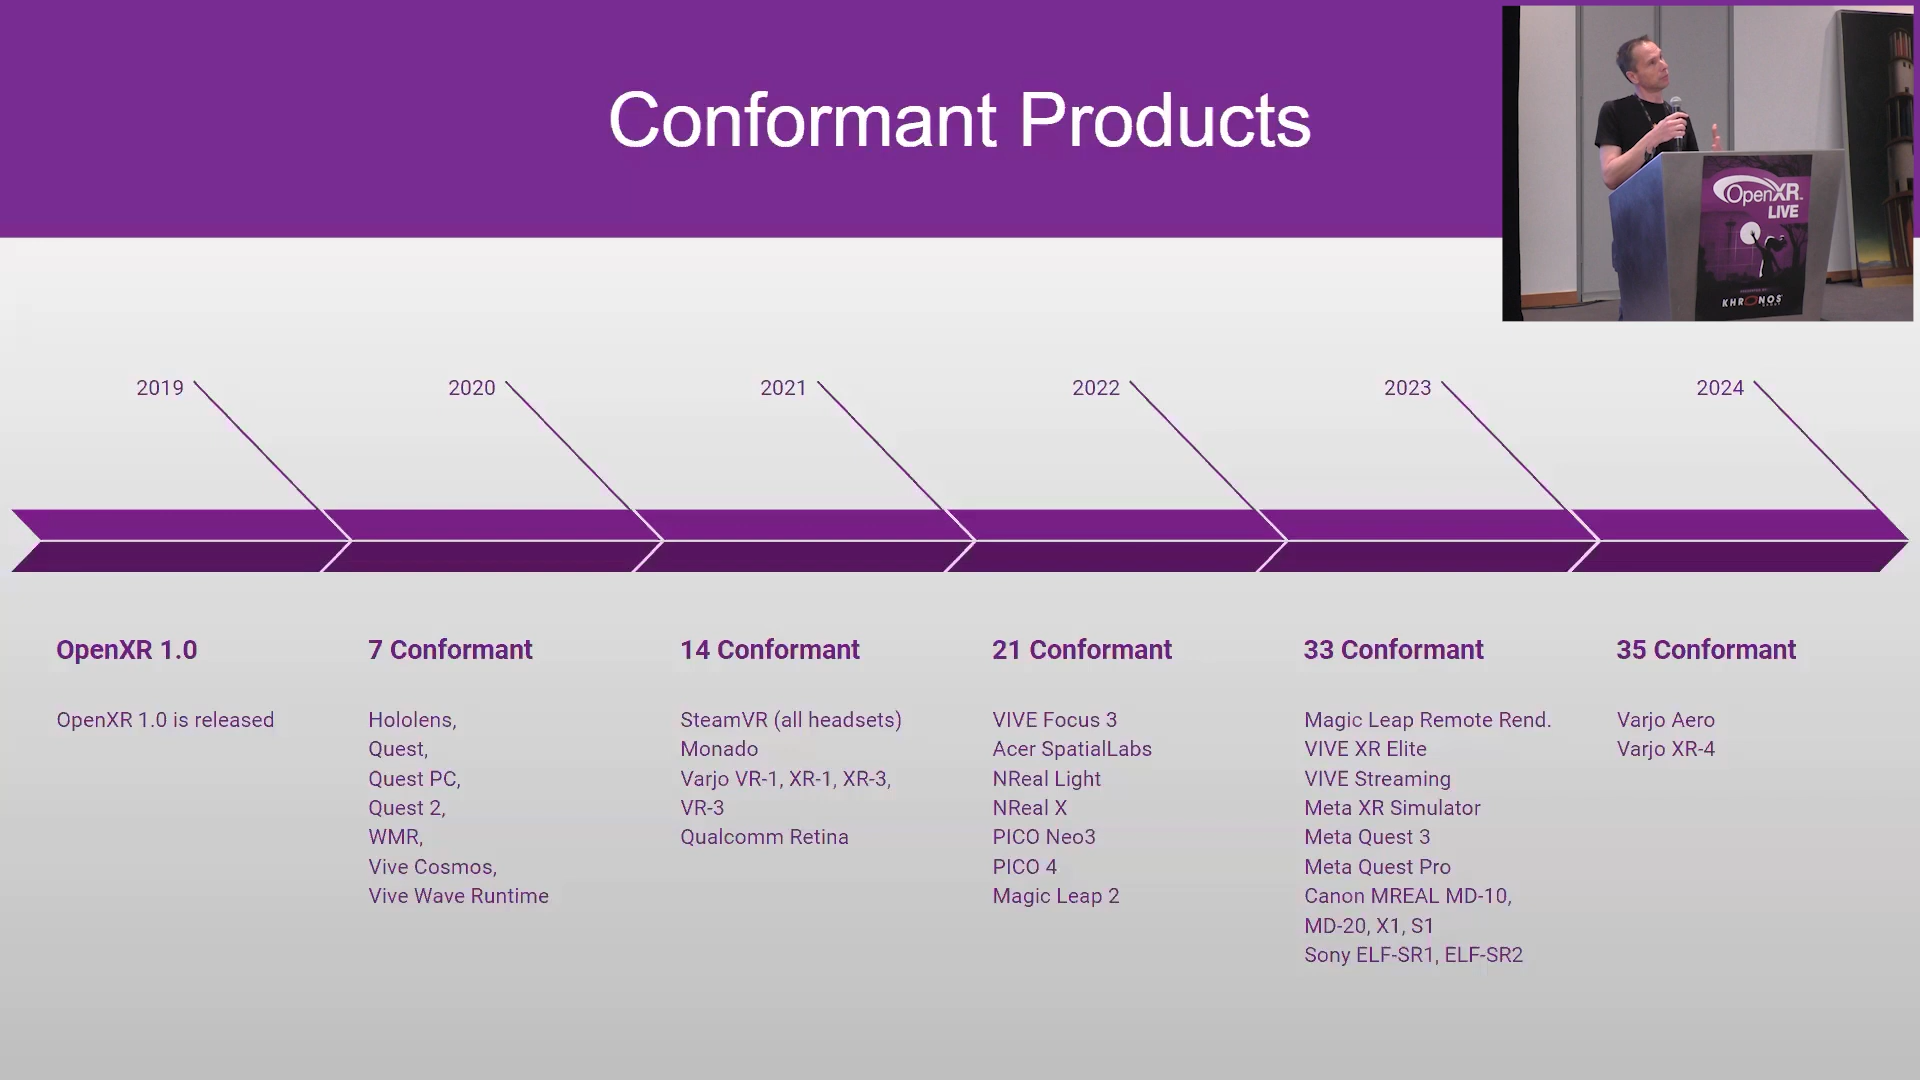 Conformant Products
OpenXR
LIVE
KHRONOS
2019
2020
2021
2022
2023
2024
OpenXR 1.0
OpenXR 1.0 is released
7 Conformant
Hololens,
Quest,
Quest PC,
Quest 2,
WMR,
Vive Cosmos,
Vive Wave Runtime
14 Conformant
SteamVR (all headsets)
Monado
Varjo VR-1, XR-1, XR-3,
VR-3
Qualcomm Retina
21 Conformant
VIVE Focus 3
Acer SpatialLabs
NReal Light
NReal X
PICO Neo3
PICO 4
Magic Leap 2
33 Conformant
Magic Leap Remote Rend.
VIVE XR Elite
VIVE Streaming
Meta XR Simulator
Meta Quest 3
Meta Quest Pro
Canon MREAL MD-10,
MD-20, X1, S1
Sony ELF-SR1, ELF-SR2
35 Conformant
Varjo Aero
Varjo XR-4